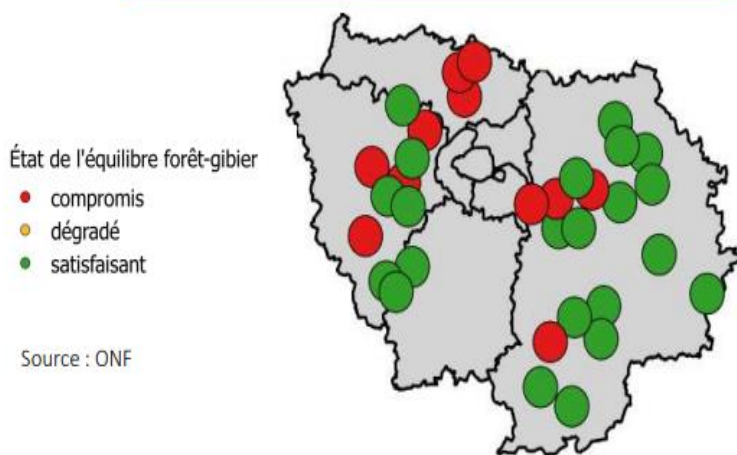 État de l'équilibre forêt-gibier
compromis
dégradé
satisfaisant
Source : ONF